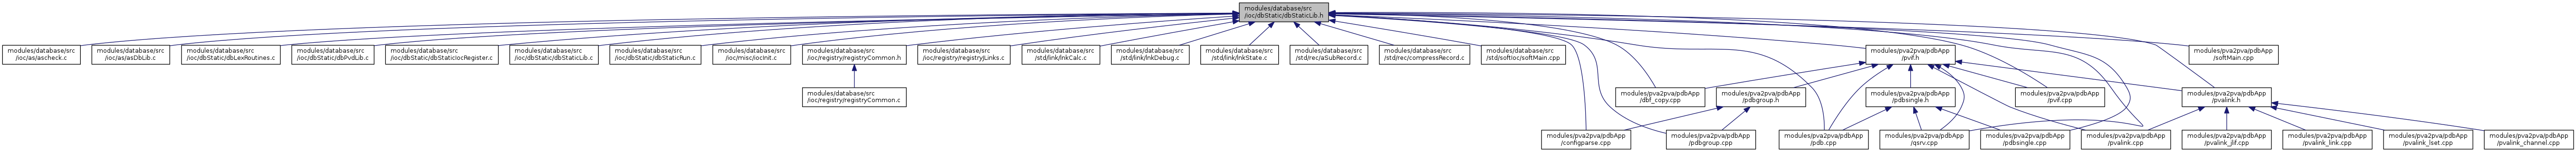 modules/database/src
/ioc/dbStatic/dbStaticLib.h
modules/database/src
/ioc/as/ascheck.c
modules/database/src
/ioc/as/asDbLib.c
modules/database/src
/ioc/dbStatic/dbLexRoutines.c
modules/database/src
/ioc/dbStatic/dbPvdLib.c
modules/database/src
/ioc/dbStatic/dbStaticIocRegister.c
modules/database/src
/ioc/dbStatic/dbStaticLib.c
modules/database/src
/ioc/dbStatic/dbStaticRun.c
modules/database/src
/ioc/misc/iocInit.c
modules/database/src
/ioc/registry/registryCommon.h
modules/database/src
/ioc/registry/registryJLinks.c
modules/database/src
/std/link/lnkCalc.c
modules/database/src
/std/link/lnkDebug.c
modules/database/src
/std/link/lnkState.c
modules/database/src
/std/rec/aSubRecord.c
modules/database/src
/std/rec/compressRecord.c
modules/database/src
/std/softIoc/softMain.cpp
modules/pva2pva/pdbApp
/pvif.h
modules/pva2pva/pdbApp
/softMain.cpp
modules/database/src
/ioc/registry/registryCommon.c
modules/pva2pva/pdbApp
/dbf_copy.cpp
modules/pva2pva/pdbApp
/pdbgroup.h
modules/pva2pva/pdbApp
/pdbsingle.h
modules/pva2pva/pdbApp
/pvif.cpp
modules/pva2pva/pdbApp
/pvalink.h
modules/pva2pva/pdbApp
/configparse.cpp
modules/pva2pva/pdbApp
/pdbgroup.cpp
modules/pva2pva/pdbApp
/pdb.cpp
modules/pva2pva/pdbApp
/qsrv.cpp
modules/pva2pva/pdbApp
/pdbsingle.cpp
modules/pva2pva/pdbApp
/pvalink.cpp
modules/pva2pva/pdbApp
/pvalink_jlif.cpp
modules/pva2pva/pdbApp
/pvalink_link.cpp
modules/pva2pva/pdbApp
/pvalink_lset.cpp
modules/pva2pva/pdbApp
/pvalink_channel.cpp